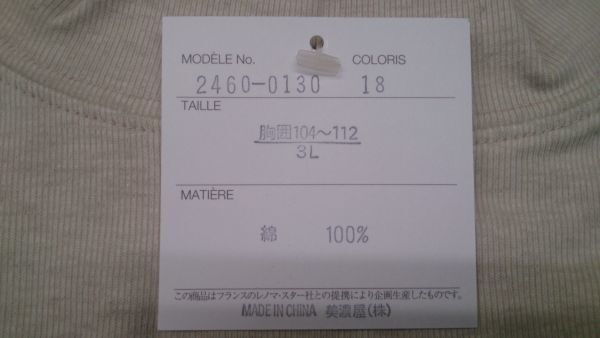 MODÈLE No. COLORIS
2460-0130 18
TAILLE
胸囲104～112
3L
MATIÈRE
綿 100%
この商品はフランスのレノマ・スター社との提携により企画生産したものです。
MADE IN CHINA 美濃屋(株)